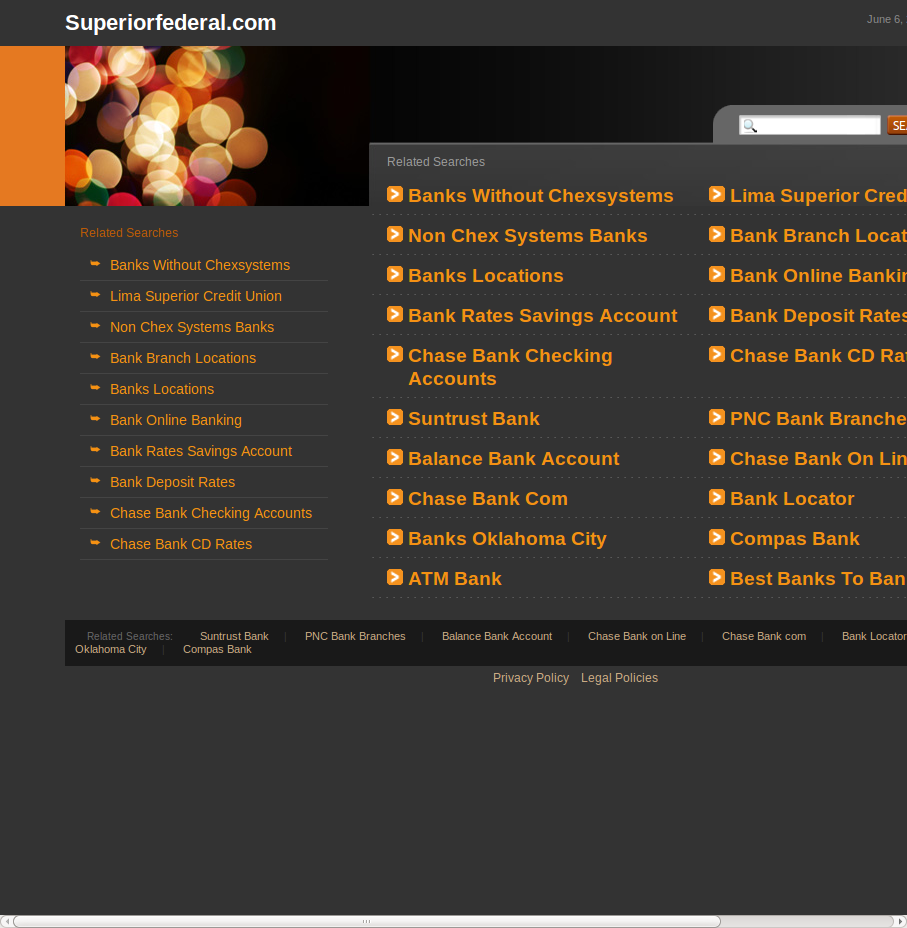 Superiorfederal.com
June 6,
SEA
Related Searches
Banks Without Chexsystems
Lima Superior Cred
Non Chex Systems Banks
Bank Branch Locat
Banks Locations
Bank Online Bankin
Bank Rates Savings Account
Bank Deposit Rates
Chase Bank Checking
Accounts
Chase Bank CD Rat
Suntrust Bank
PNC Bank Branche
Balance Bank Account
Chase Bank On Lin
Chase Bank Com
Bank Locator
Banks Oklahoma City
Compas Bank
ATM Bank
Best Banks To Ban
Related Searches
Banks Without Chexsystems
Lima Superior Credit Union
Non Chex Systems Banks
Bank Branch Locations
Banks Locations
Bank Online Banking
Bank Rates Savings Account
Bank Deposit Rates
Chase Bank Checking Accounts
Chase Bank CD Rates
Related Searches: Suntrust Bank | PNC Bank Branches | Balance Bank Account | Chase Bank on Line | Chase Bank com | Bank Locator
Oklahoma City | Compas Bank
Privacy Policy Legal Policies